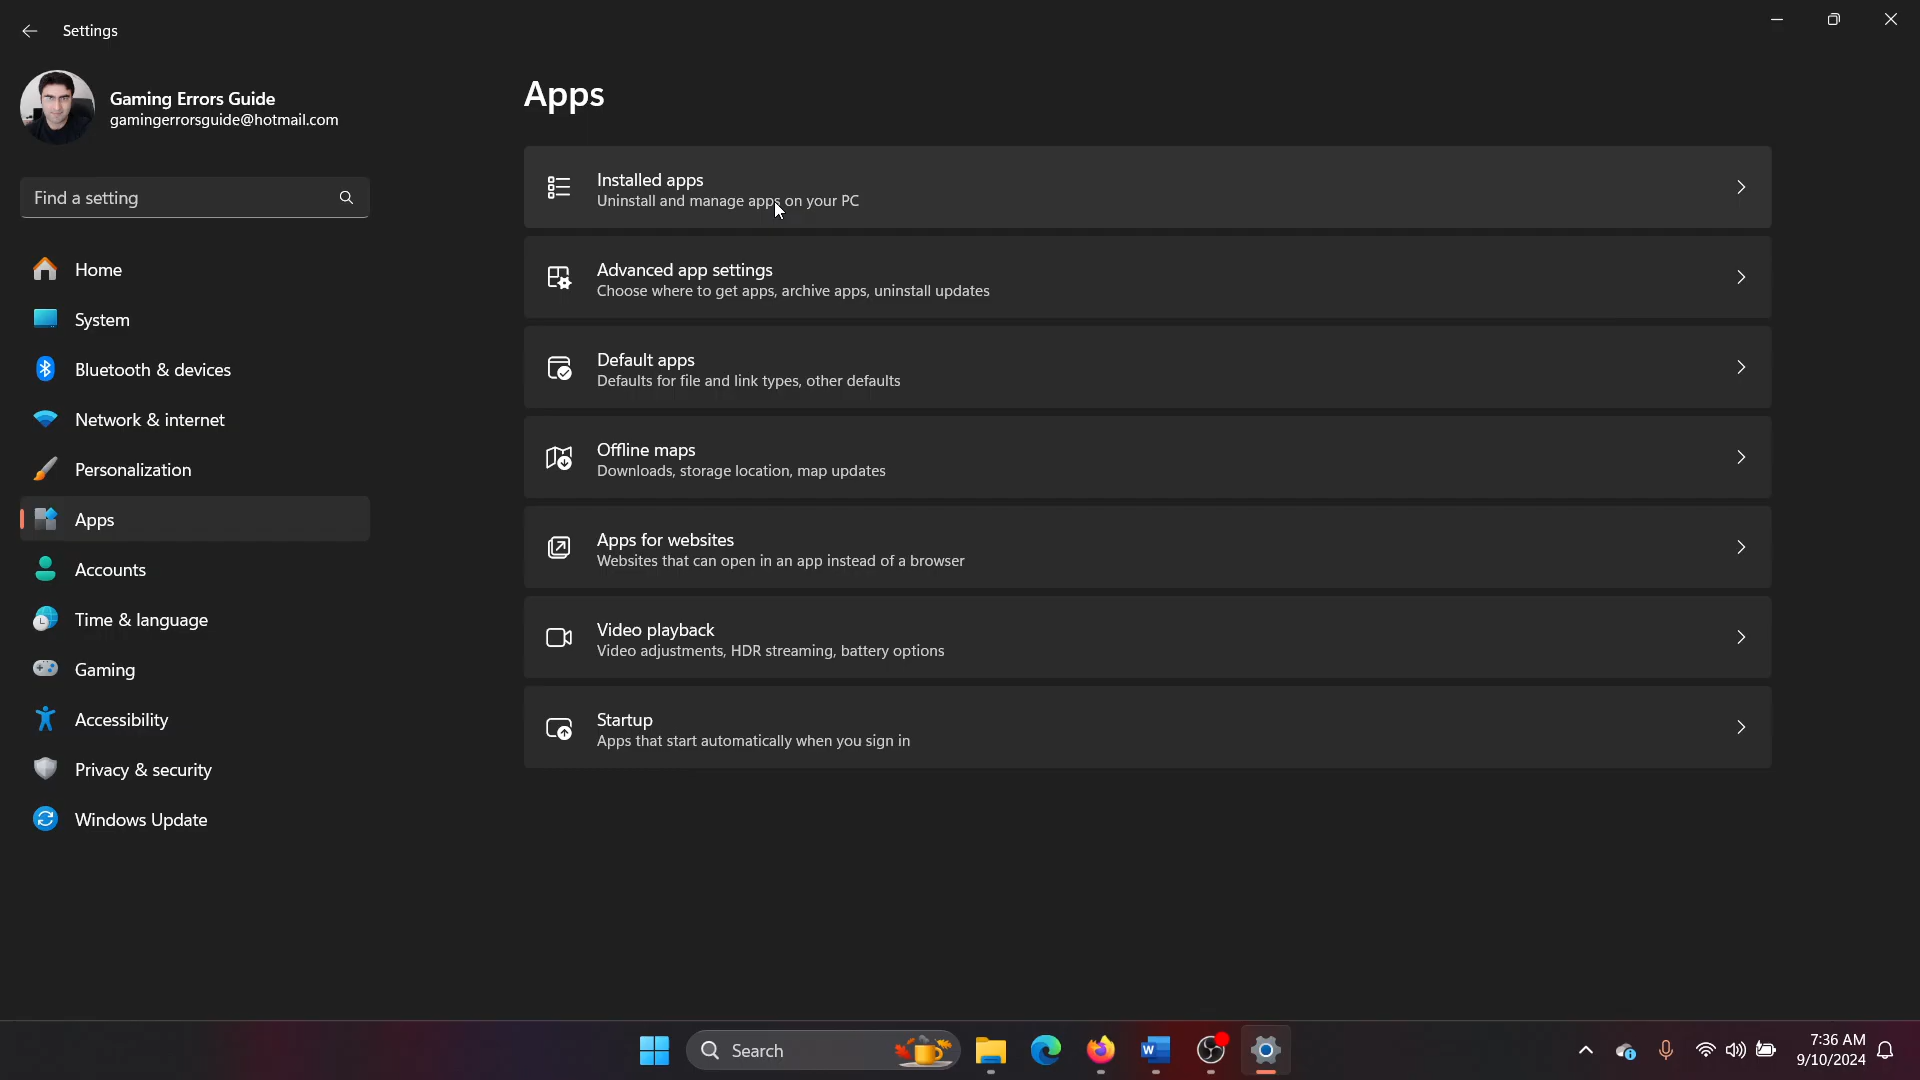 Settings
Gaming Errors Guide
gamingerrorsguide@hotmail.com
Find a setting
Home
System
Bluetooth & devices
Network & internet
Personalization
Apps
Accounts
Time & language
Gaming
Accessibility
Privacy & security
Windows Update
Apps
Installed apps
Uninstall and manage apps on your PC
Advanced app settings
Choose where to get apps, archive apps, uninstall updates
Default apps
Defaults for file and link types, other defaults
Offline maps
Downloads, storage location, map updates
Apps for websites
Websites that can open in an app instead of a browser
Video playback
Video adjustments, HDR streaming, battery options
Startup
Apps that start automatically when you sign in
Search
W
7:36 AM
9/10/2024